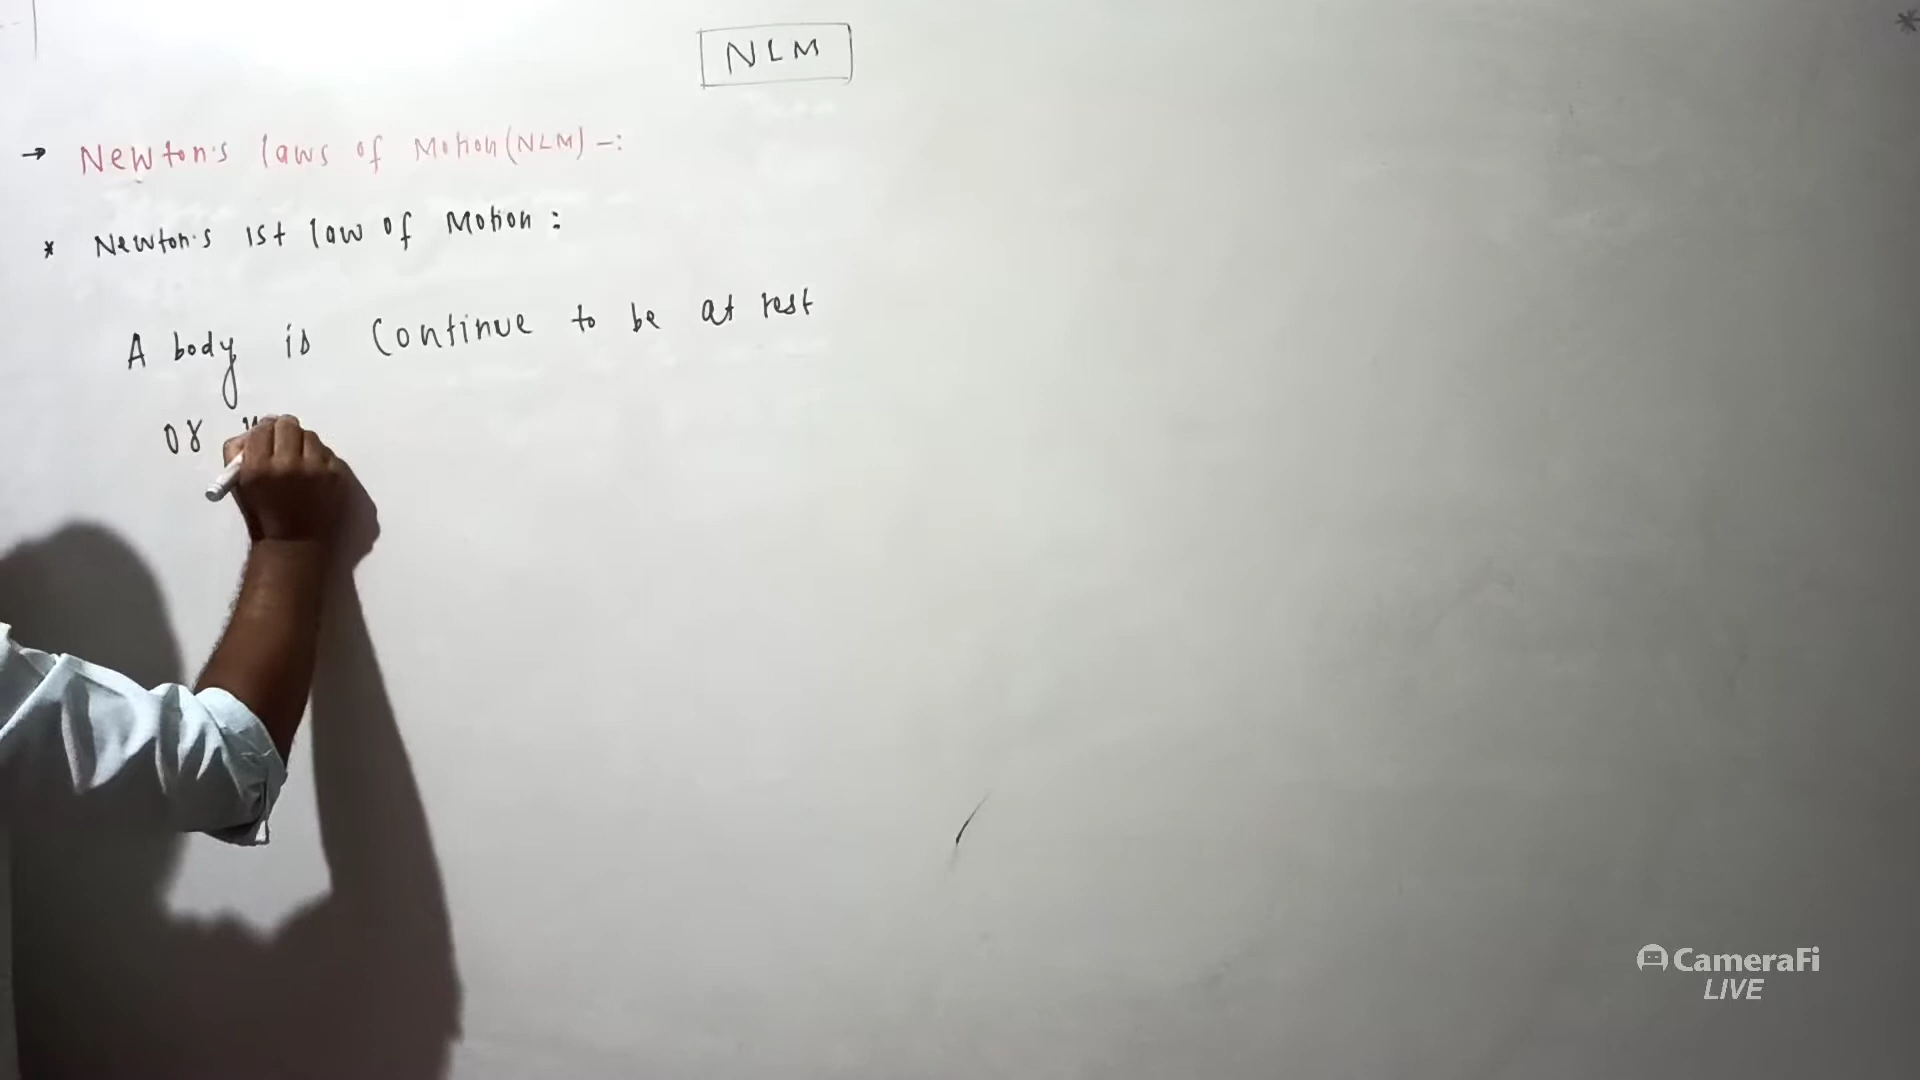 NLM
→ Newton's laws of Motion (NLM) -:
* Newton's 1st law of Motion :
A body is Continue to be at rest
or
CameraFi
LIVE